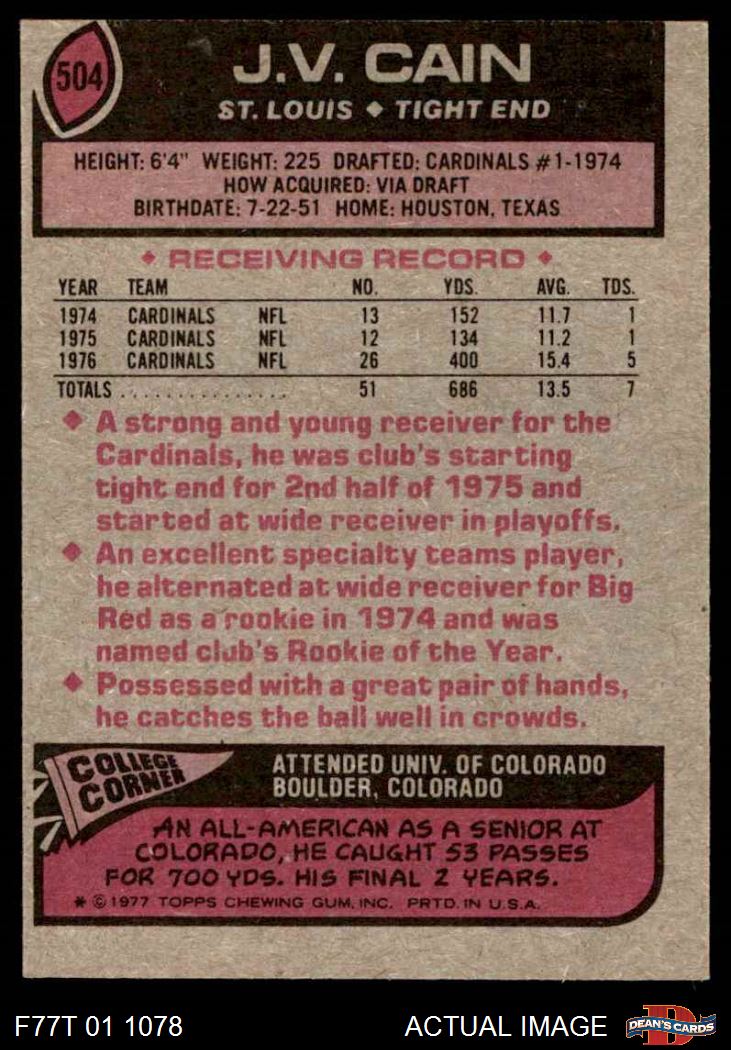 504
J.V. CAIN
ST. LOUIS ◆ TIGHT END
HEIGHT: 6'4" WEIGHT: 225 DRAFTED: CARDINALS #1-1974
HOW ACQUIRED: VIA DRAFT
BIRTHDATE: 7-22-51 HOME: HOUSTON, TEXAS
◆ RECEIVING RECORD ◆
YEAR TEAM NO. YDS. AVG. TDS.
1974 CARDINALS NFL 13 152 11.7 1
1975 CARDINALS NFL 12 134 11.2 1
1976 CARDINALS NFL 26 400 15.4 5
TOTALS . . . . . . . . . . . . . . . 51 686 13.5 7
◆ A strong and young receiver for the
Cardinals, he was club's starting
tight end for 2nd half of 1975 and
started at wide receiver in playoffs.
◆ An excellent specialty teams player,
he alternated at wide receiver for Big
Red as a rookie in 1974 and was
named club's Rookie of the Year.
◆ Possessed with a great pair of hands,
he catches the ball well in crowds.
COLLEGE
CORNER
ATTENDED UNIV. OF COLORADO
BOULDER, COLORADO
AN ALL-AMERICAN AS A SENIOR AT
COLORADO, HE CAUGHT 53 PASSES
FOR 700 YDS. HIS FINAL 2 YEARS.
* © 1977 TOPPS CHEWING GUM, INC. PRTD. IN U.S.A.
F77T 01 1078
ACTUAL IMAGE
D
DEAN'S CARDS